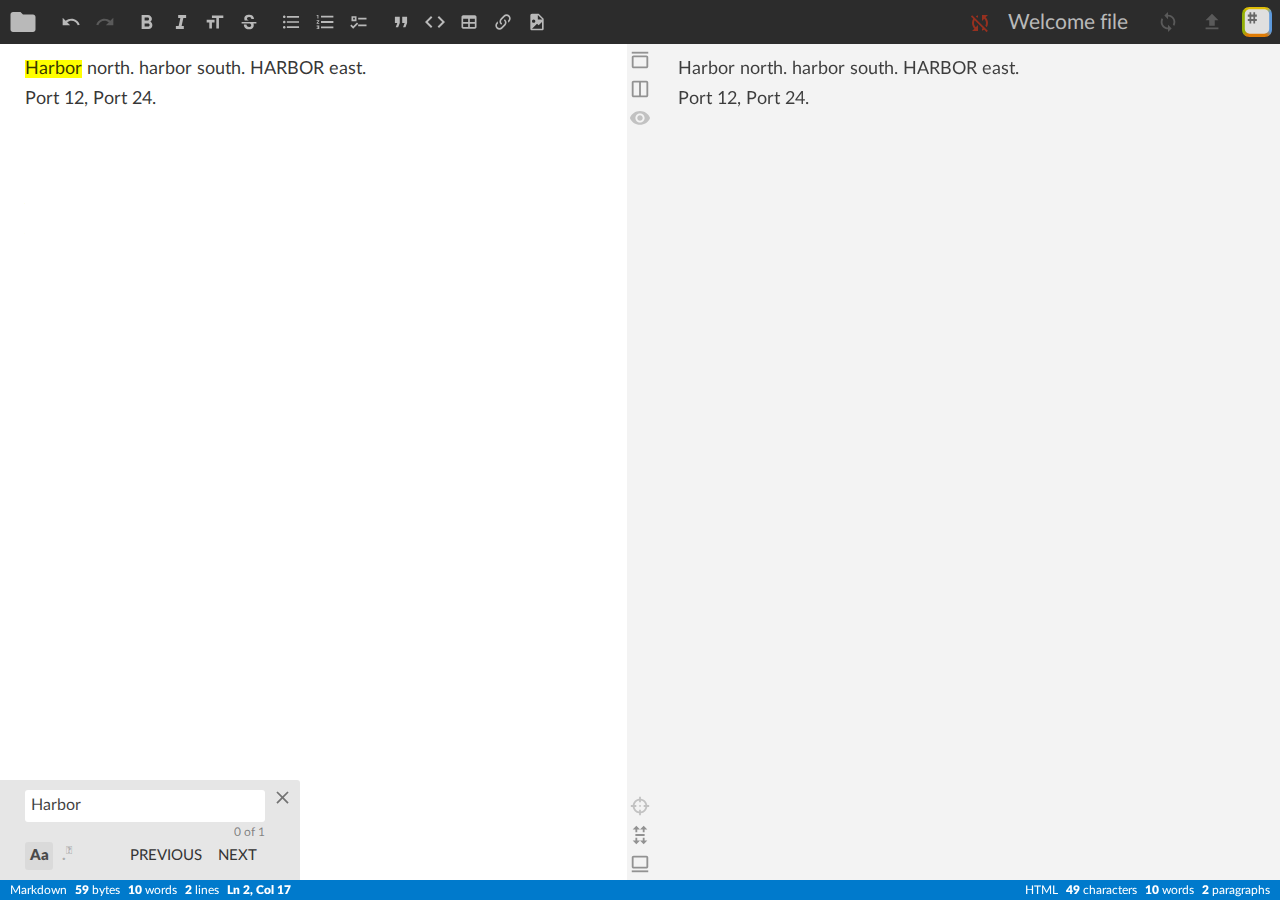 Welcome file
Harbor north. harbor south. HARBOR east.
Port 12, Port 24.
Harbor north. harbor south. HARBOR east.
Port 12, Port 24.
Harbor
0 of 1
Aa .? PREVIOUS NEXT
Markdown 59 bytes 10 words 2 lines Ln 2, Col 17
HTML 49 characters 10 words 2 paragraphs